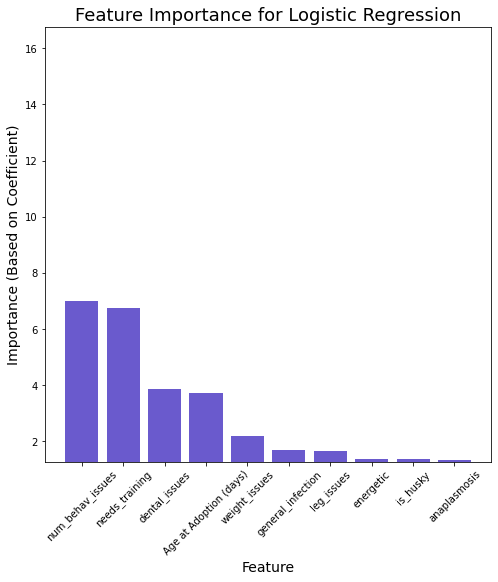 Feature Importance for Logistic Regression
16
14
12
10
8
6
4
2
Importance (Based on Coefficient)
num_behav_issues
needs_training
dental_issues
Age at Adoption (days)
weight_issues
general_infection
leg_issues
energetic
is_husky
anaplasmosis
Feature